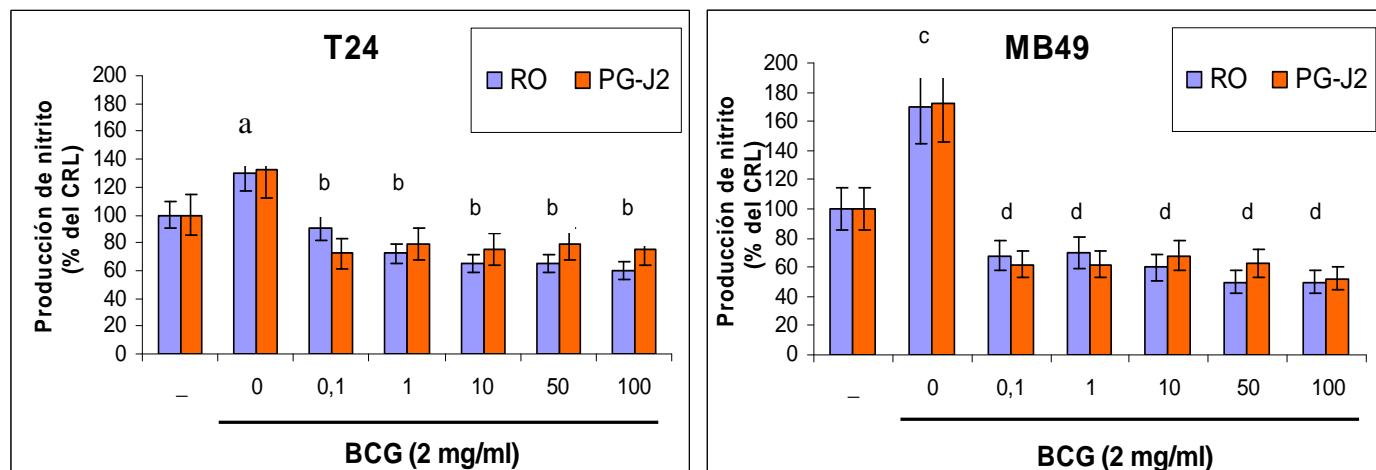 T24
RO PG-J2
Producción de nitrito
(% del CRL)
200
180
160
140
120
100
80
60
40
20
0
a
b b b b b
_ 0 0,1 1 10 50 100
BCG (2 mg/ml)
MB49
RO PG-J2
Producción de nitrito
(% del CRL)
200
180
160
140
120
100
80
60
40
20
0
c
d d d d d
_ 0 0,1 1 10 50 100
BCG (2 mg/ml)